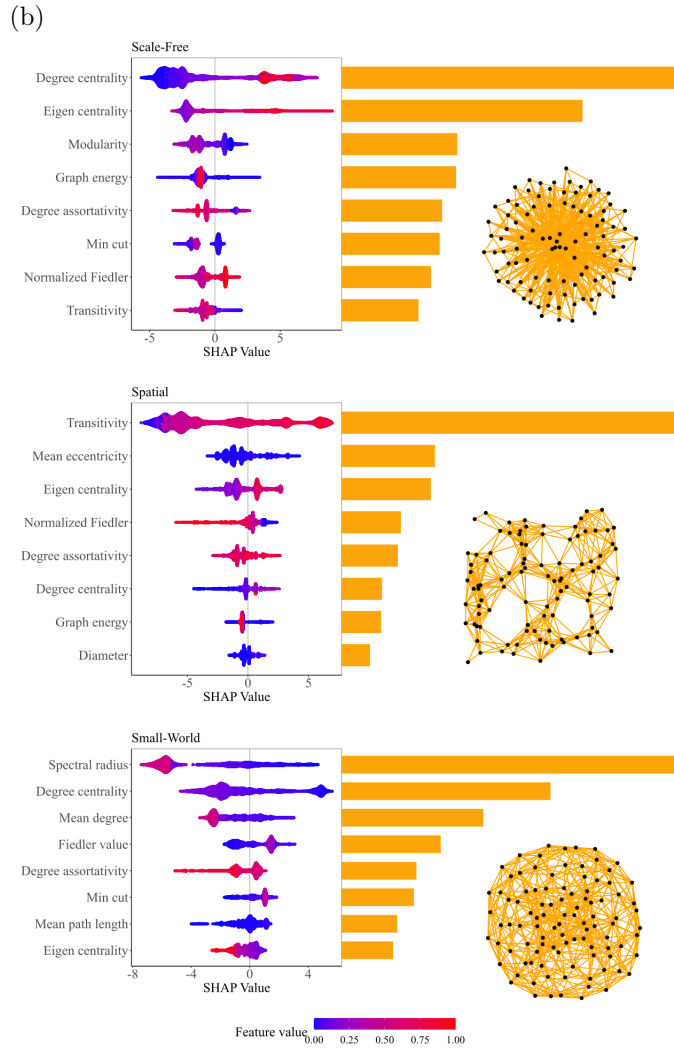 (b)
Scale-Free
Degree centrality
Eigen centrality
Modularity
Graph energy
Degree assortativity
Min cut
Normalized Fiedler
Transitivity
-5 0 5
SHAP Value
Spatial
Transitivity
Mean eccentricity
Eigen centrality
Normalized Fiedler
Degree assortativity
Degree centrality
Graph energy
Diameter
-5 0 5
SHAP Value
Small-World
Spectral radius
Degree centrality
Mean degree
Fiedler value
Degree assortativity
Min cut
Mean path length
Eigen centrality
-8 -4 0 4
SHAP Value
Feature value
0.00 0.25 0.50 0.75 1.00